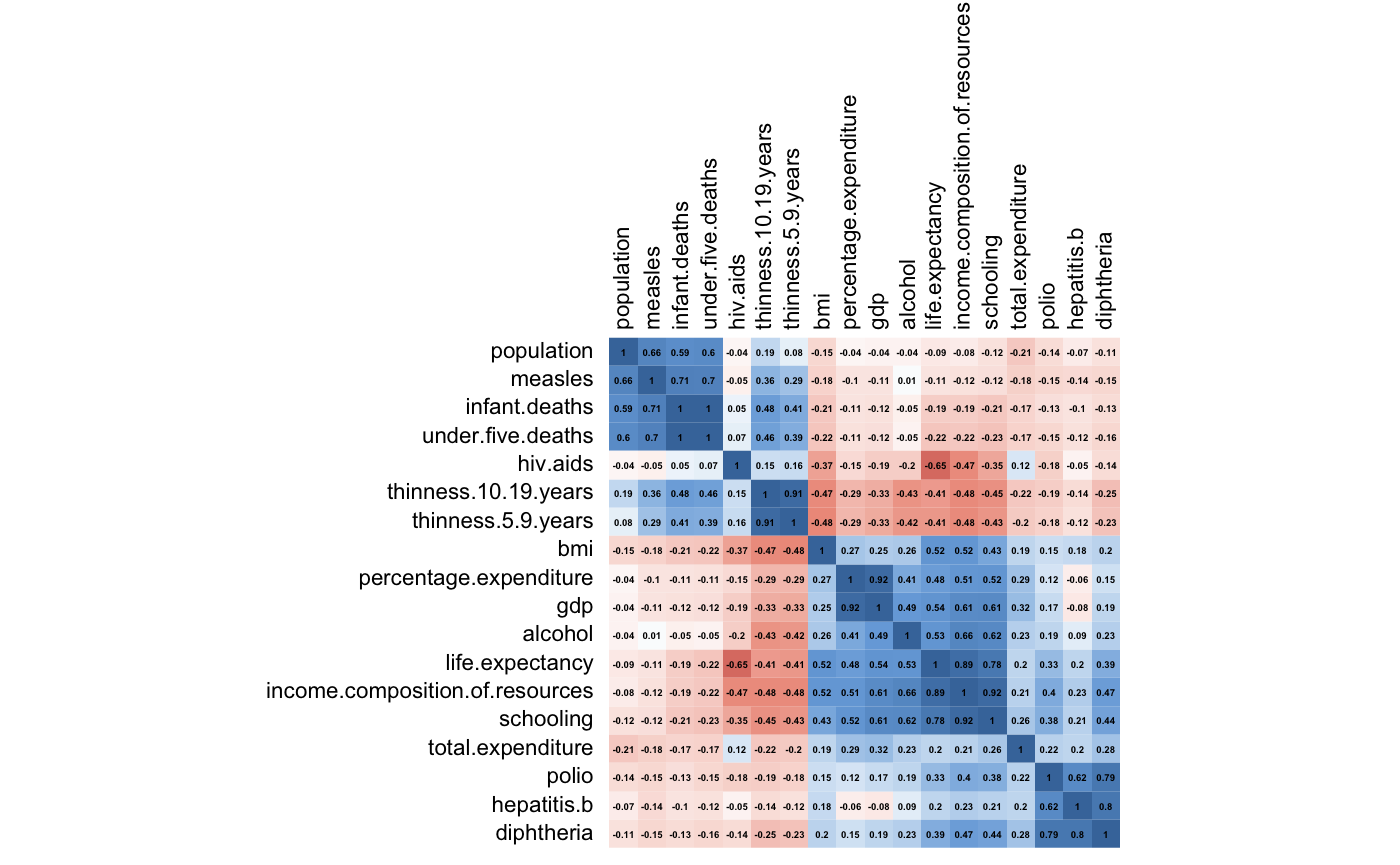 population
measles
infant.deaths
under.five.deaths
hiv.aids
thinness.10.19.years
thinness.5.9.years
bmi
percentage.expenditure
gdp
alcohol
life.expectancy
income.composition.of.resources
schooling
total.expenditure
polio
hepatitis.b
diphtheria
population 1 0.66 0.59 0.6 -0.04 0.19 0.08 -0.15 -0.04 -0.04 -0.04 -0.09 -0.08 -0.12 -0.21 -0.14 -0.07 -0.11
measles 0.66 1 0.71 0.7 -0.05 0.36 0.29 -0.18 -0.1 -0.11 0.01 -0.11 -0.12 -0.12 -0.18 -0.15 -0.14 -0.15
infant.deaths 0.59 0.71 1 1 0.05 0.48 0.41 -0.21 -0.11 -0.12 -0.05 -0.19 -0.19 -0.21 -0.17 -0.13 -0.1 -0.13
under.five.deaths 0.6 0.7 1 1 0.07 0.46 0.39 -0.22 -0.11 -0.12 -0.05 -0.22 -0.22 -0.23 -0.17 -0.15 -0.12 -0.16
hiv.aids -0.04 -0.05 0.05 0.07 1 0.15 0.16 -0.37 -0.15 -0.19 -0.2 -0.65 -0.47 -0.35 0.12 -0.18 -0.05 -0.14
thinness.10.19.years 0.19 0.36 0.48 0.46 0.15 1 0.91 -0.47 -0.29 -0.33 -0.43 -0.41 -0.48 -0.45 -0.22 -0.19 -0.14 -0.25
thinness.5.9.years 0.08 0.29 0.41 0.39 0.16 0.91 1 -0.48 -0.29 -0.33 -0.42 -0.41 -0.48 -0.43 -0.2 -0.18 -0.12 -0.23
bmi -0.15 -0.18 -0.21 -0.22 -0.37 -0.47 -0.48 1 0.27 0.25 0.26 0.52 0.52 0.43 0.19 0.15 0.18 0.2
percentage.expenditure -0.04 -0.1 -0.11 -0.11 -0.15 -0.29 -0.29 0.27 1 0.92 0.41 0.48 0.51 0.52 0.29 0.12 -0.06 0.15
gdp -0.04 -0.11 -0.12 -0.12 -0.19 -0.33 -0.33 0.25 0.92 1 0.49 0.54 0.61 0.61 0.32 0.17 -0.08 0.19
alcohol -0.04 0.01 -0.05 -0.05 -0.2 -0.43 -0.42 0.26 0.41 0.49 1 0.53 0.66 0.62 0.23 0.19 0.09 0.23
life.expectancy -0.09 -0.11 -0.19 -0.22 -0.65 -0.41 -0.41 0.52 0.48 0.54 0.53 1 0.89 0.78 0.2 0.33 0.2 0.39
income.composition.of.resources -0.08 -0.12 -0.19 -0.22 -0.47 -0.48 -0.48 0.52 0.51 0.61 0.66 0.89 1 0.92 0.21 0.4 0.23 0.47
schooling -0.12 -0.12 -0.21 -0.23 -0.35 -0.45 -0.43 0.43 0.52 0.61 0.62 0.78 0.92 1 0.26 0.38 0.21 0.44
total.expenditure -0.21 -0.18 -0.17 -0.17 0.12 -0.22 -0.2 0.19 0.29 0.32 0.23 0.2 0.21 0.26 1 0.22 0.2 0.28
polio -0.14 -0.15 -0.13 -0.15 -0.18 -0.19 -0.18 0.15 0.12 0.17 0.19 0.33 0.4 0.38 0.22 1 0.62 0.79
hepatitis.b -0.07 -0.14 -0.1 -0.12 -0.05 -0.14 -0.12 0.18 -0.06 -0.08 0.09 0.2 0.23 0.21 0.2 0.62 1 0.8
diphtheria -0.11 -0.15 -0.13 -0.16 -0.14 -0.25 -0.23 0.2 0.15 0.19 0.23 0.39 0.47 0.44 0.28 0.79 0.8 1